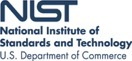 NIST
National Institute of
Standards and Technology
U.S. Department of Commerce